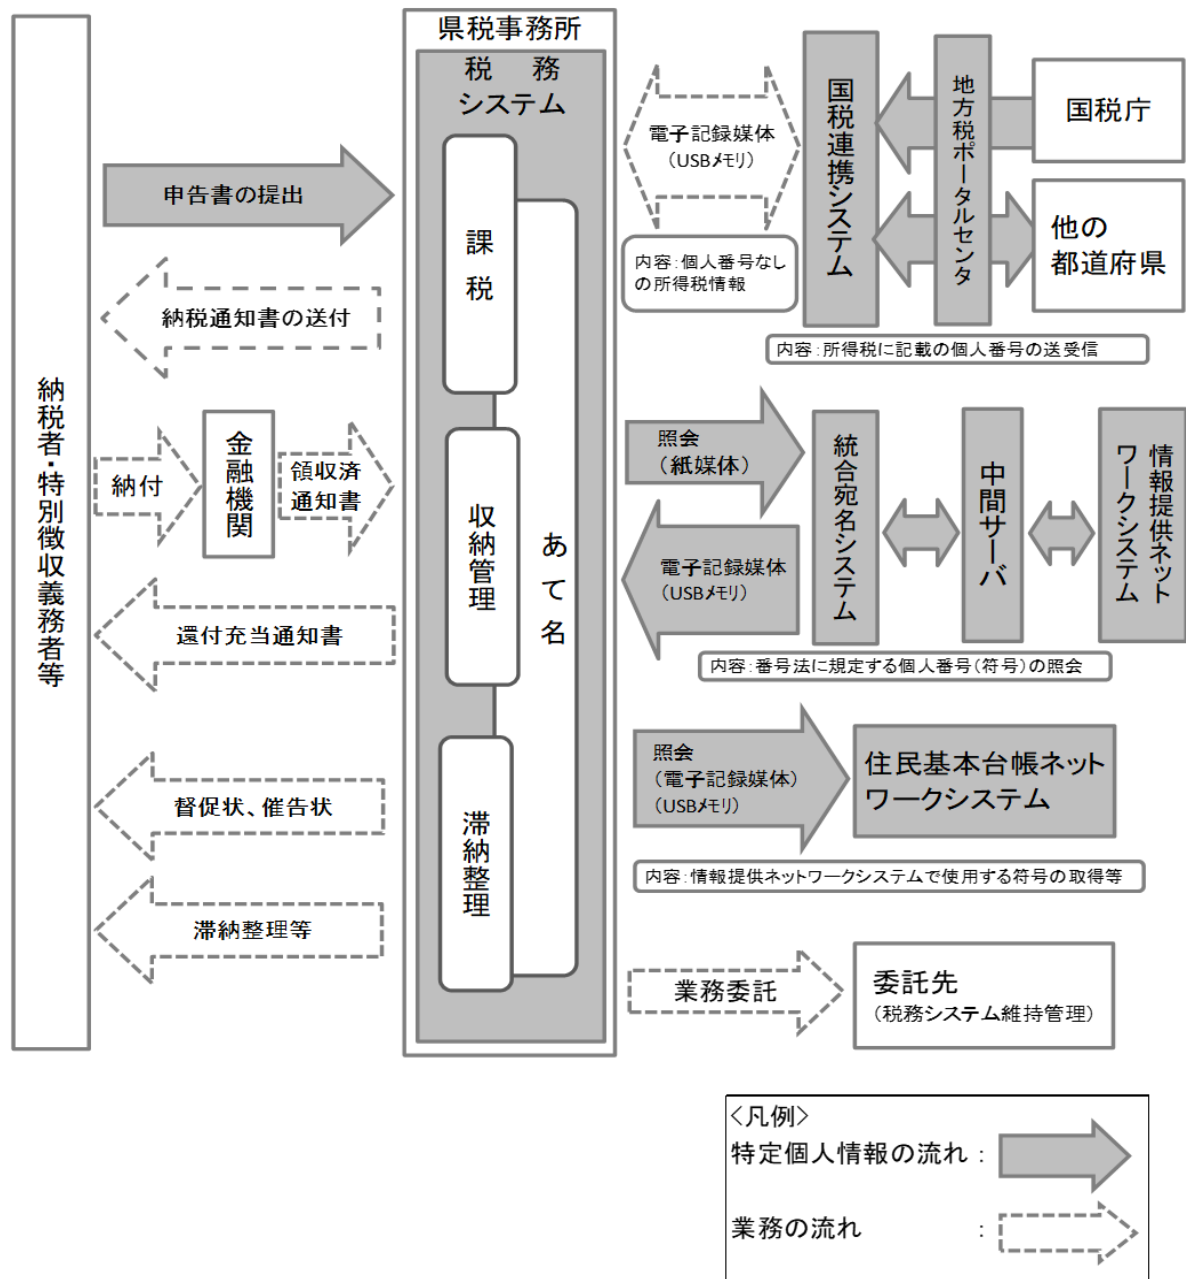 県税事務所
税　務
システム
課税
収納管理
滞納整理
あて名
納税者・特別徴収義務者等
申告書の提出
納税通知書の送付
納付
金融機関
領収済
通知書
還付充当通知書
督促状、催告状
滞納整理等
電子記録媒体
（USBメモリ）
内容：個人番号なし
の所得税情報
国税連携システム
地方税ポータルセンタ
国税庁
他の
都道府県
内容：所得税に記載の個人番号の送受信
照会
（紙媒体）
電子記録媒体
（USBメモリ）
統合宛名システム
中間サーバ
情報提供ネット
ワークシステム
内容：番号法に規定する個人番号（符号）の照会
照会
（電子記録媒体）
（USBメモリ）
住民基本台帳ネット
ワークシステム
内容：情報提供ネットワークシステムで使用する符号の取得等
業務委託
委託先
（税務システム維持管理）
＜凡例＞
特定個人情報の流れ：
業務の流れ　　　　：